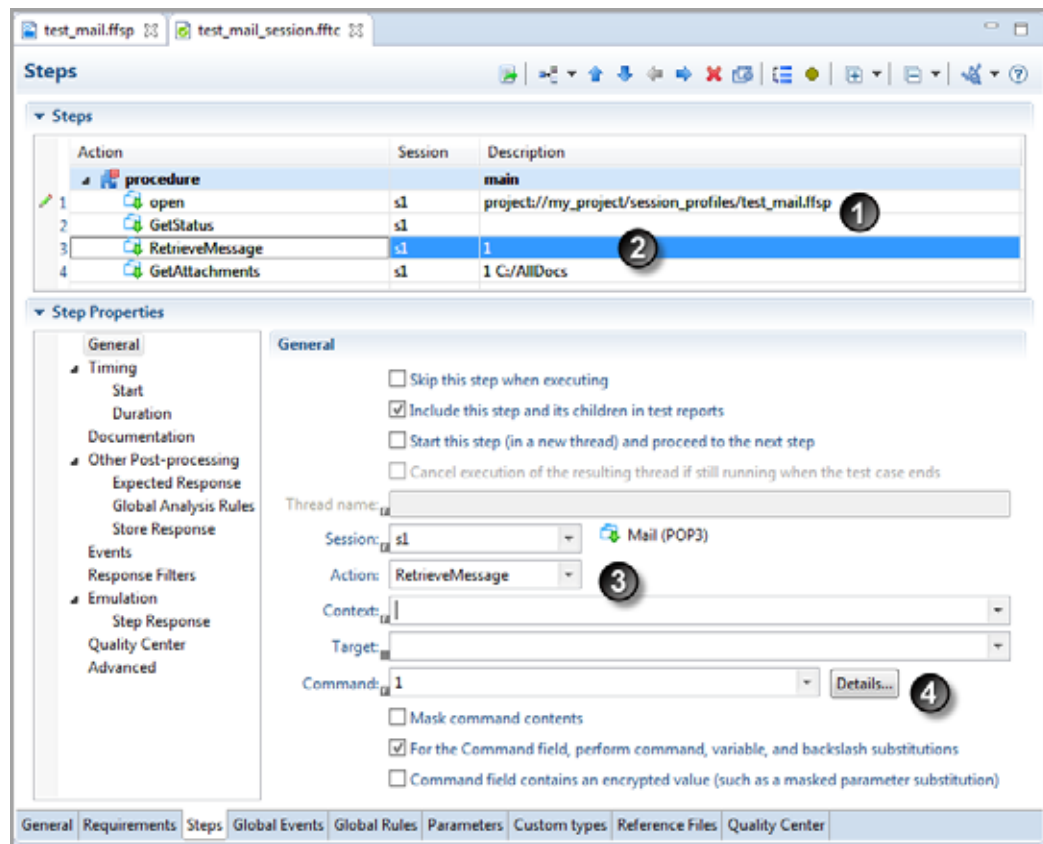 test_mail.ffsp test_mail_session.fftc
Steps
Steps
Action Session Description
procedure main
1 open s1 project://my_project/session_profiles/test_mail.ffsp 1
2 GetStatus s1
3 RetrieveMessage s1 1 2
4 GetAttachments s1 1 C:/AllDocs
Step Properties
General General
Timing Skip this step when executing
Start
Duration Include this step and its children in test reports
Documentation Start this step (in a new thread) and proceed to the next step
Other Post-processing Cancel execution of the resulting thread if still running when the test case ends
Expected Response
Global Analysis Rules Thread name:
Store Response Session: s1 Mail (POP3)
Events
Response Filters Action: RetrieveMessage 3
Emulation Context:
Step Response
Quality Center Target:
Advanced Command: 1 Details... 4
Mask command contents
For the Command field, perform command, variable, and backslash substitutions
Command field contains an encrypted value (such as a masked parameter substitution)
General Requirements Steps Global Events Global Rules Parameters Custom types Reference Files Quality Center